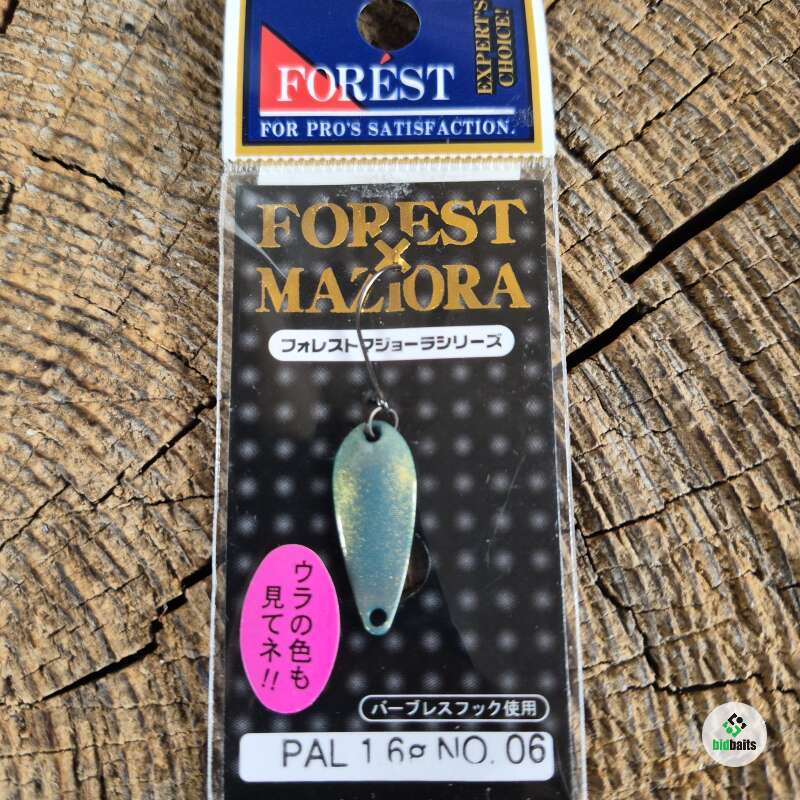 FORÉST
EXPERT'S
CHOICE!
FOR PRO'S SATISFACTION.
FOREST
×
MAZIORA
フォレストマジョーラシリーズ
ウラの色も
見てネ!!
バーブレスフック使用
PAL 1.6g NO. 06
bidbaits